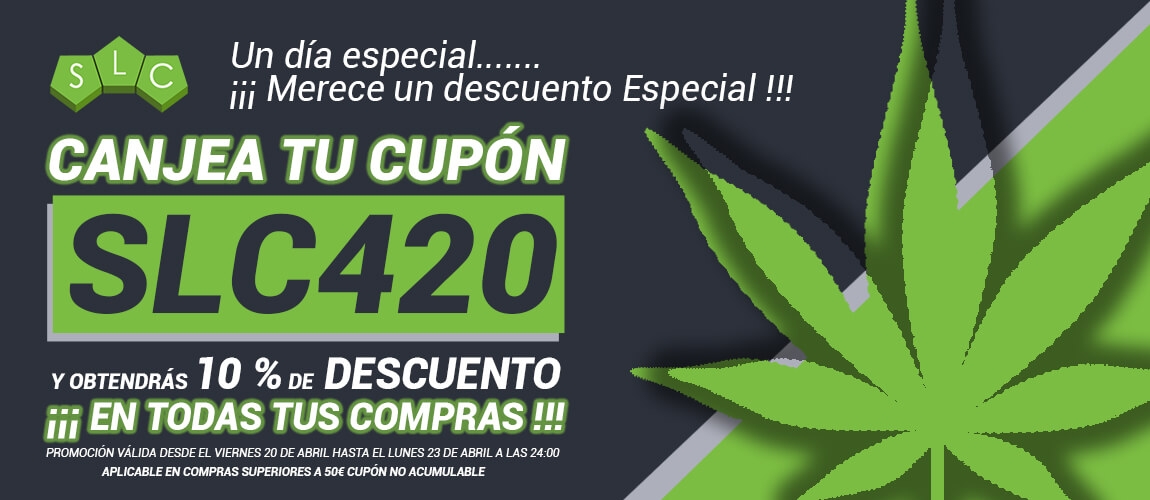 SLC
Un día especial.......
¡¡¡ Merece un descuento Especial !!!
CANJEA TU CUPÓN
SLC420
Y OBTENDRÁS 10 % DE DESCUENTO
¡¡¡ EN TODAS TUS COMPRAS !!!
PROMOCIÓN VÁLIDA DESDE EL VIERNES 20 DE ABRIL HASTA EL LUNES 23 DE ABRIL A LAS 24:00
APLICABLE EN COMPRAS SUPERIORES A 50€ CUPÓN NO ACUMULABLE